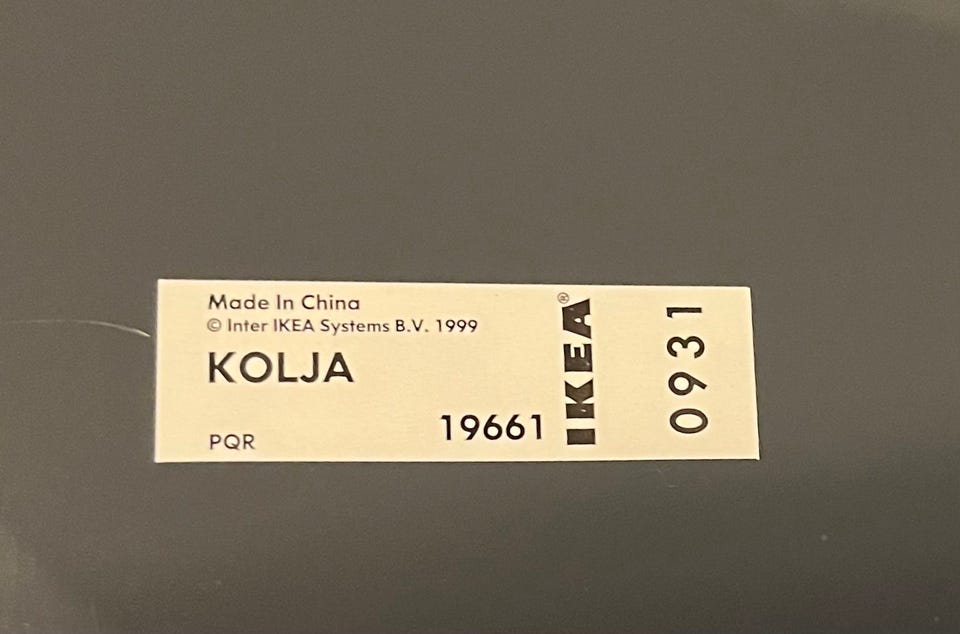 Made In China
© Inter IKEA Systems B.V. 1999
KOLJA
19661
PQR
IKEA®
0931